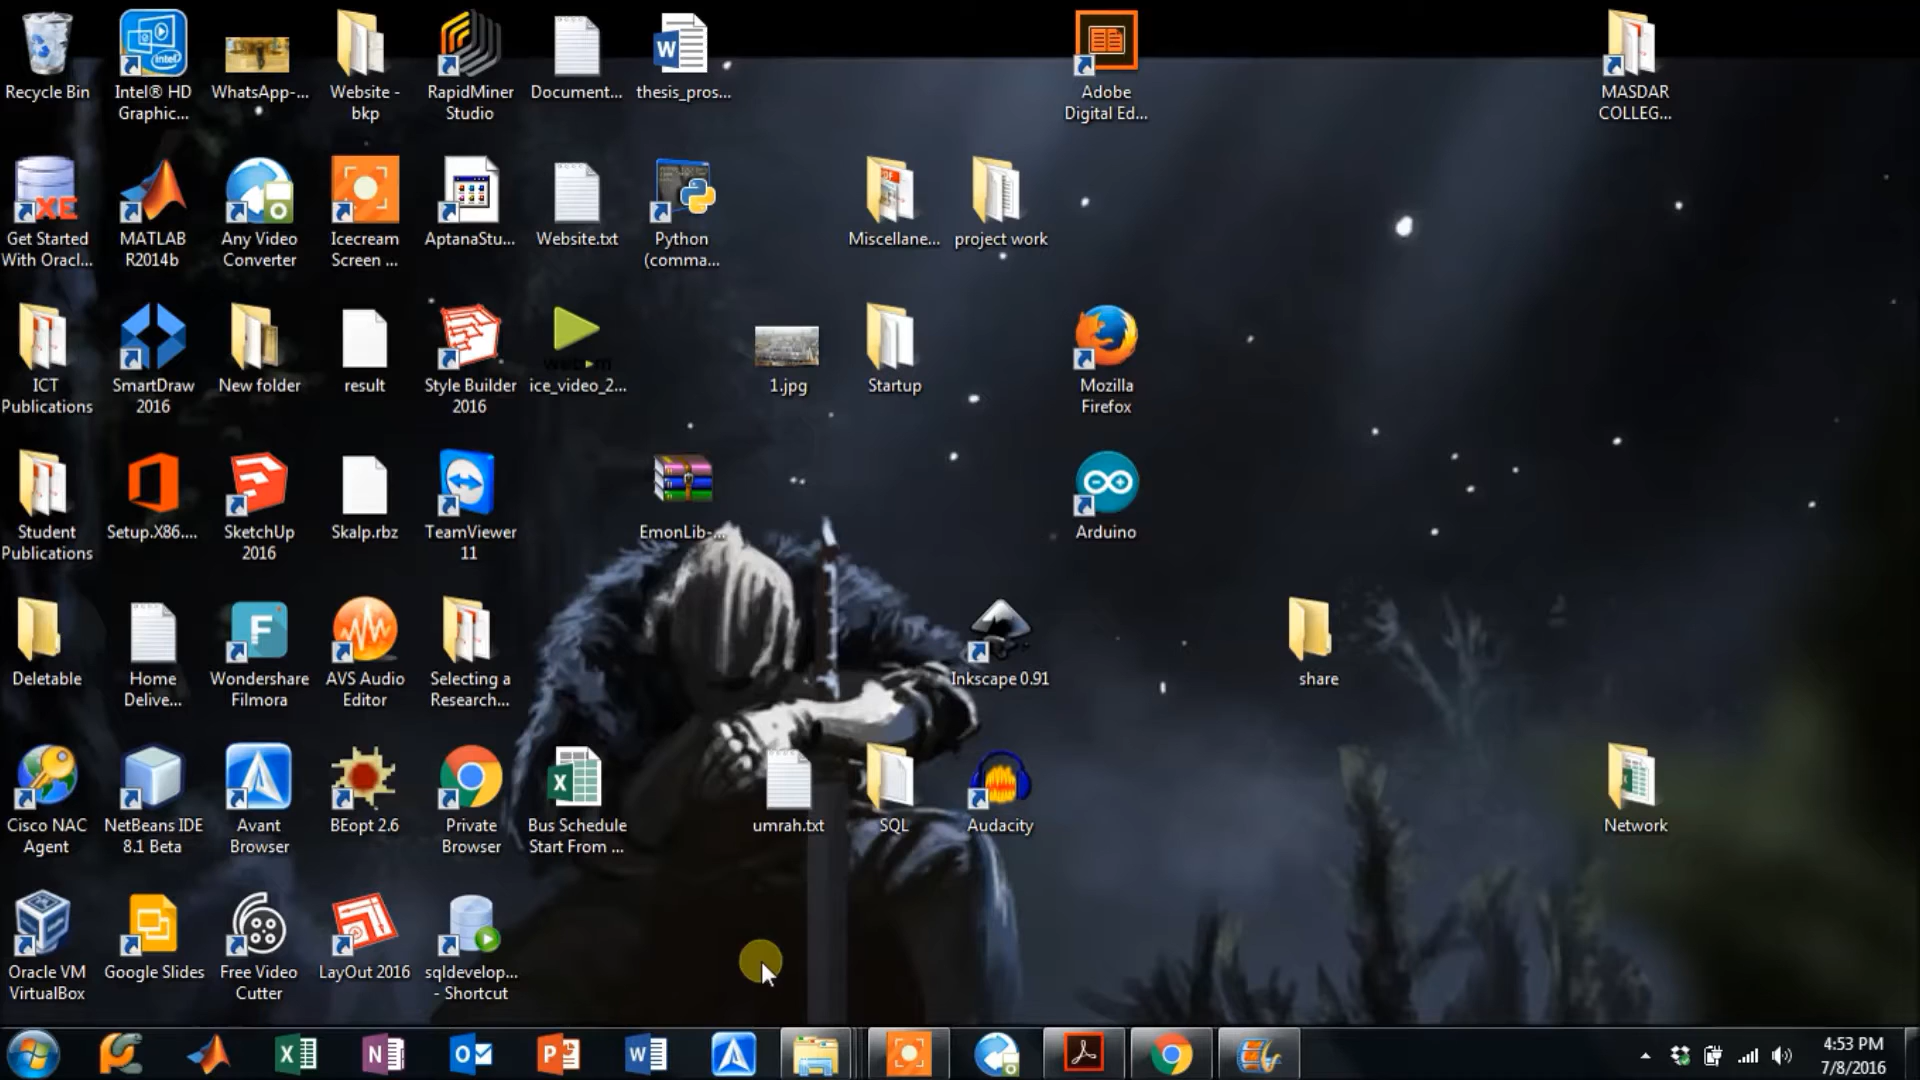 Recycle Bin
Intel® HD
Graphic...
WhatsApp-...
Website -
bkp
RapidMiner
Studio
Document...
thesis_pros...
Adobe
Digital Ed...
MASDAR
COLLEG...
Get Started
With Oracl...
MATLAB
R2014b
Any Video
Converter
Icecream
Screen ...
AptanaStu...
Website.txt
Python
(comma...
Miscellane...
project work
ICT
Publications
SmartDraw
2016
New folder
result
Style Builder
2016
ice_video_2...
1.jpg
Startup
Mozilla
Firefox
Student
Publications
Setup.X86....
SketchUp
2016
Skalp.rbz
TeamViewer
11
EmonLib-...
Arduino
Deletable
Home
Delive...
Wondershare
Filmora
AVS Audio
Editor
Selecting a
Research...
Inkscape 0.91
share
Cisco NAC
Agent
NetBeans IDE
8.1 Beta
Avant
Browser
BEopt 2.6
Private
Browser
Bus Schedule
Start From ...
umrah.txt
SQL
Audacity
Network
Oracle VM
VirtualBox
Google Slides
Free Video
Cutter
LayOut 2016
sqldevelop...
- Shortcut
4:53 PM
7/8/2016